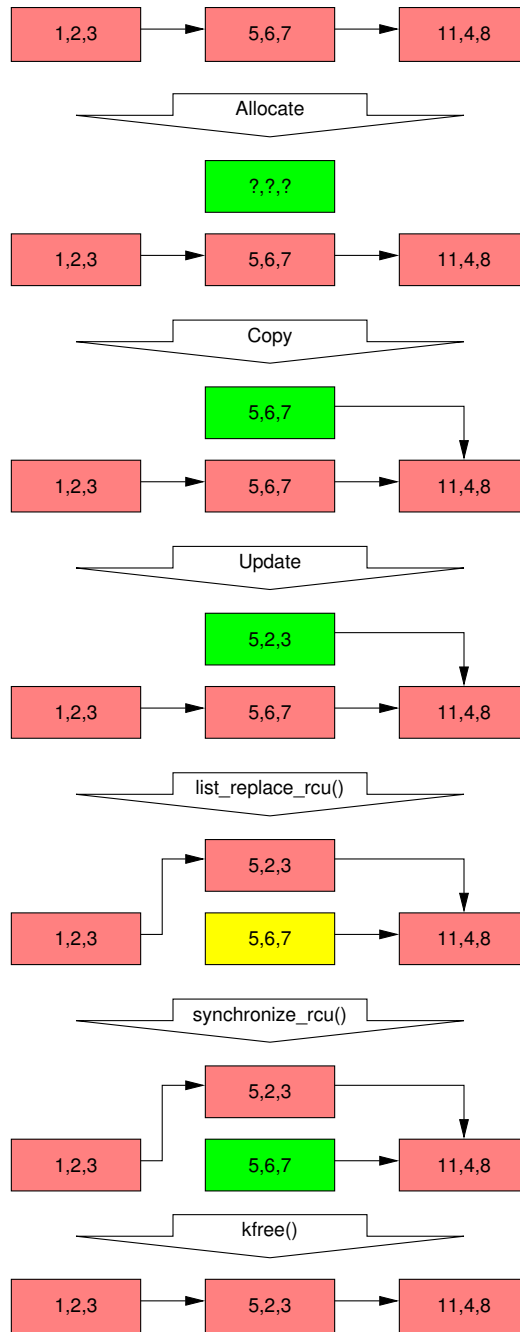 1,2,3 5,6,7 11,4,8
Allocate
?,?,?
1,2,3 5,6,7 11,4,8
Copy
5,6,7
1,2,3 5,6,7 11,4,8
Update
5,2,3
1,2,3 5,6,7 11,4,8
list_replace_rcu()
5,2,3
1,2,3 5,6,7 11,4,8
synchronize_rcu()
5,2,3
1,2,3 5,6,7 11,4,8
kfree()
1,2,3 5,2,3 11,4,8